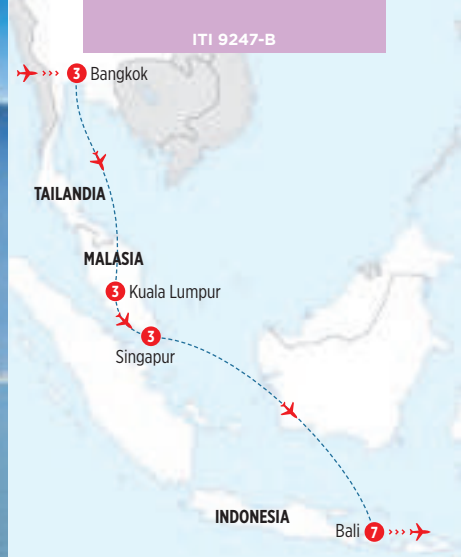 ITI 9247-B
3 Bangkok
TAILANDIA
MALASIA
3 Kuala Lumpur
3
Singapur
INDONESIA
Bali 7